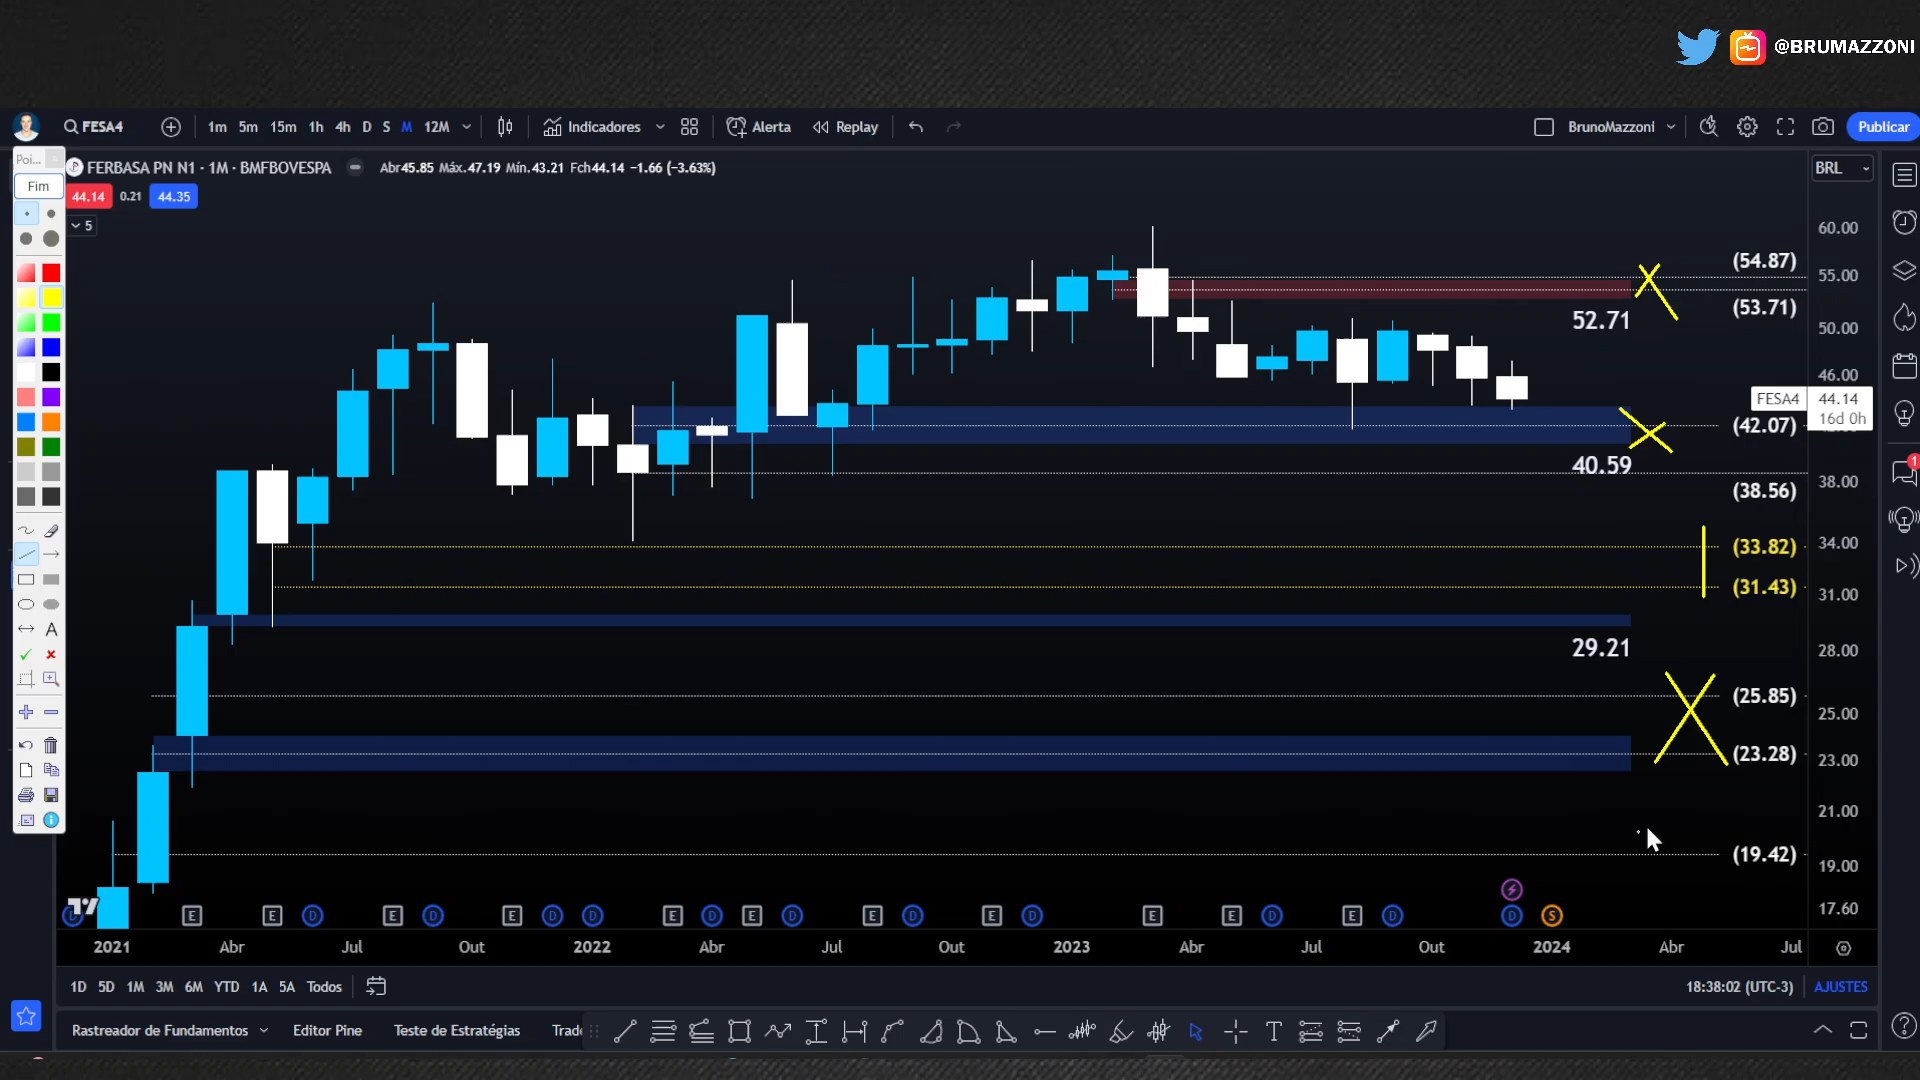 @BRUMAZZONI
FESA4 1m 5m 15m 1h 4h D S M 12M Indicadores Alerta Replay BrunoMazzoni Publicar
Poi...
Fim
FERBASA PN N1 · 1M · BMFBOVESPA Abr45.85 Máx.47.19 Mín.43.21 Fch44.14 −1.66 (−3.63%)
BRL
44.14 0.21 44.35
5
60.00
(54.87)
55.00
(53.71)
52.71
50.00
46.00
FESA4 44.14
16d 0h
(42.07)
40.59
38.00
(38.56)
1
34.00
(33.82)
(31.43)
31.00
29.21
28.00
(25.85)
25.00
(23.28)
23.00
21.00
(19.42)
19.00
17.60
A
E E D E D E D D E D E D E D E D E E D E D D S
2021 Abr Jul Out 2022 Abr Jul Out 2023 Abr Jul Out 2024 Abr Jul
1D 5D 1M 3M 6M YTD 1A 5A Todos 18:38:02 (UTC-3) AJUSTES
Rastreador de Fundamentos Editor Pine Teste de Estratégias